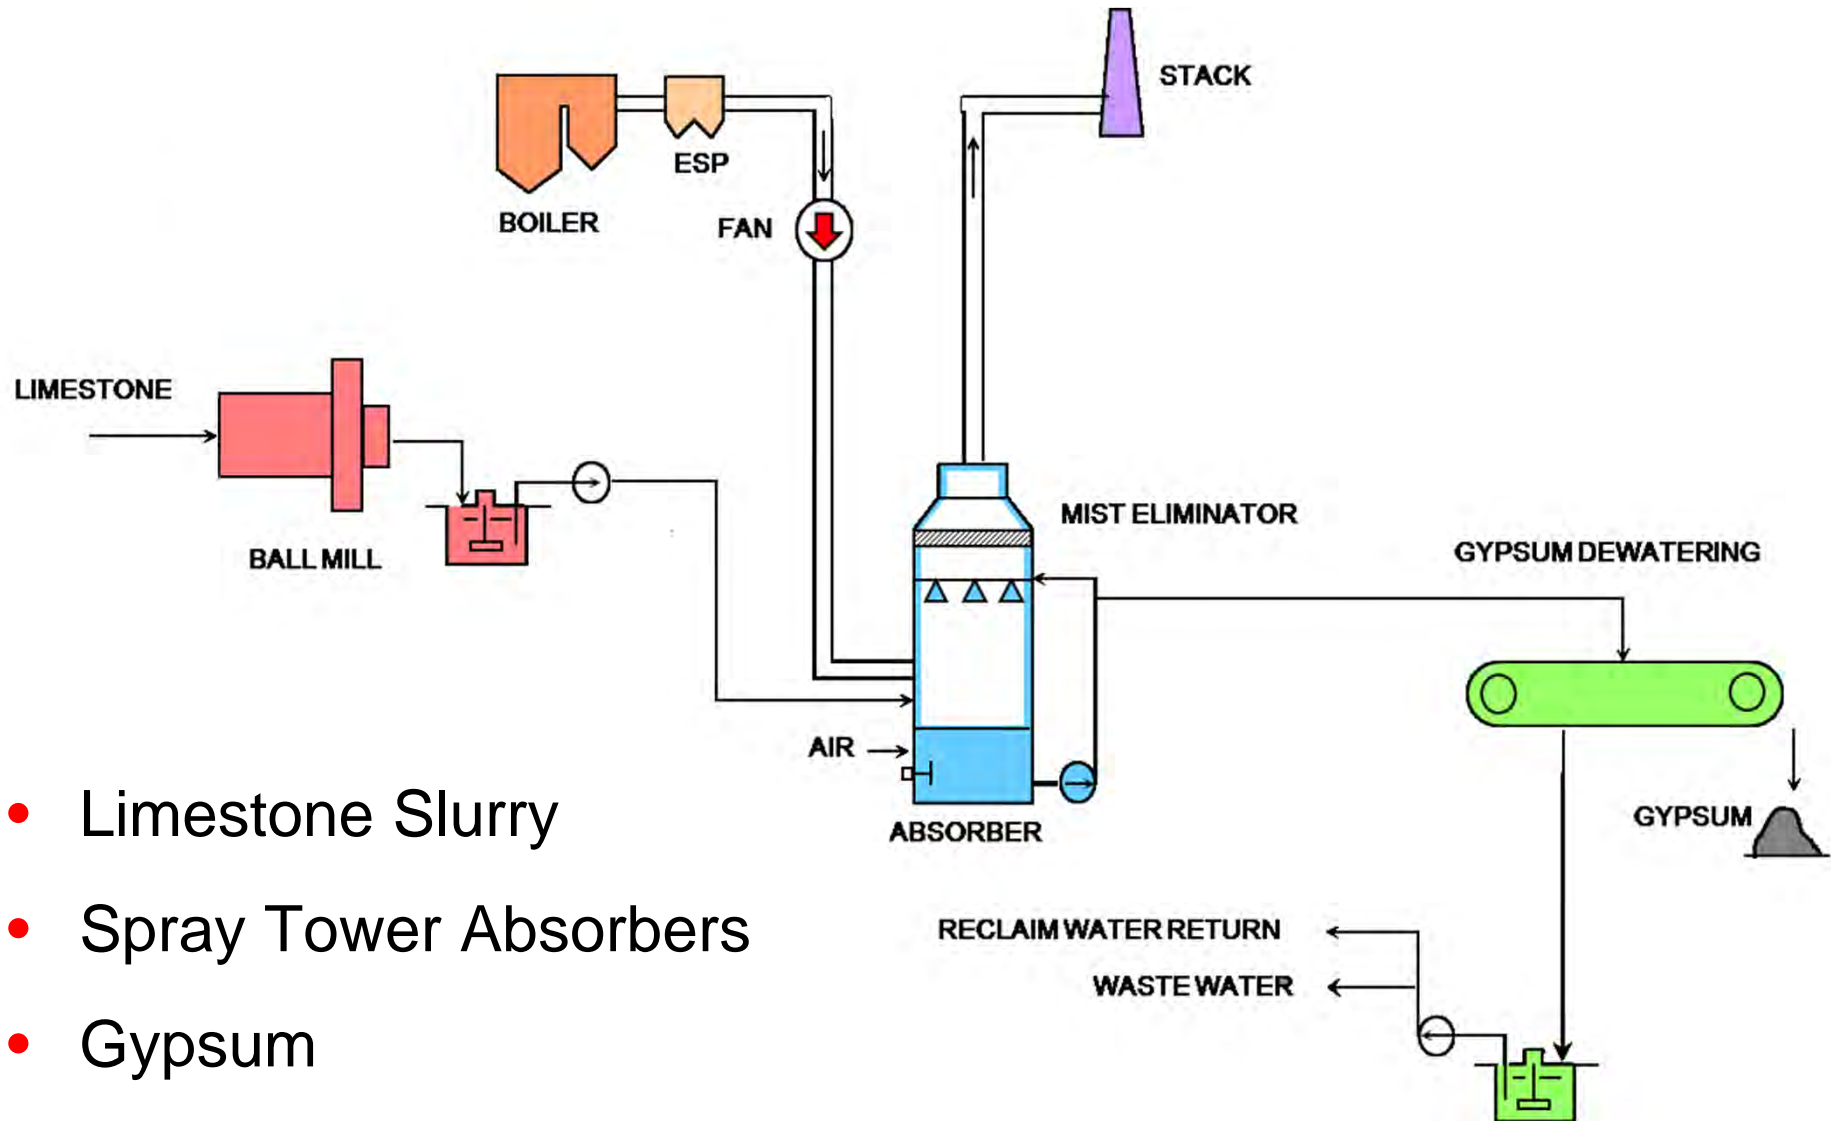 STACK
ESP
BOILER
FAN
LIMESTONE
BALL MILL
MIST ELIMINATOR
GYPSUM DEWATERING
AIR
ABSORBER
GYPSUM
RECLAIM WATER RETURN
WASTE WATER
• Limestone Slurry
• Spray Tower Absorbers
• Gypsum